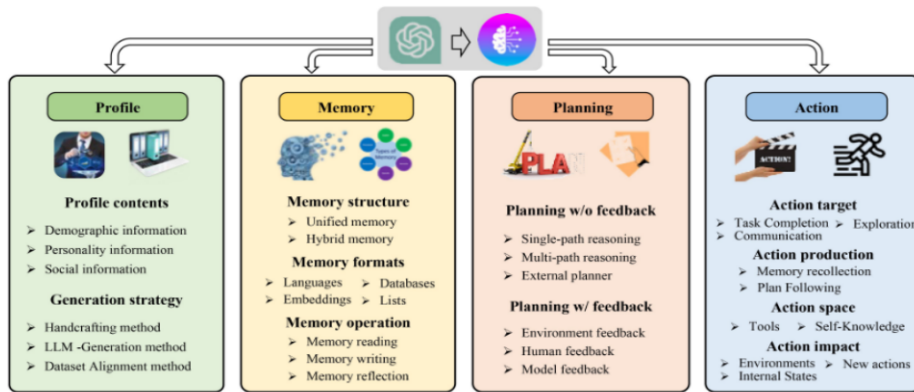 Profile
Profile contents
Demographic information
Personality information
Social information
Generation strategy
Handcrafting method
LLM -Generation method
Dataset Alignment method
Memory
Types of
Memory
Memory structure
Unified memory
Hybrid memory
Memory formats
Languages Databases
Embeddings Lists
Memory operation
Memory reading
Memory writing
Memory reflection
Planning
PLAN
Planning w/o feedback
Single-path reasoning
Multi-path reasoning
External planner
Planning w/ feedback
Environment feedback
Human feedback
Model feedback
Action
ACTION!
Action target
Task Completion Exploration
Communication
Action production
Memory recollection
Plan Following
Action space
Tools Self-Knowledge
Action impact
Environments New actions
Internal States